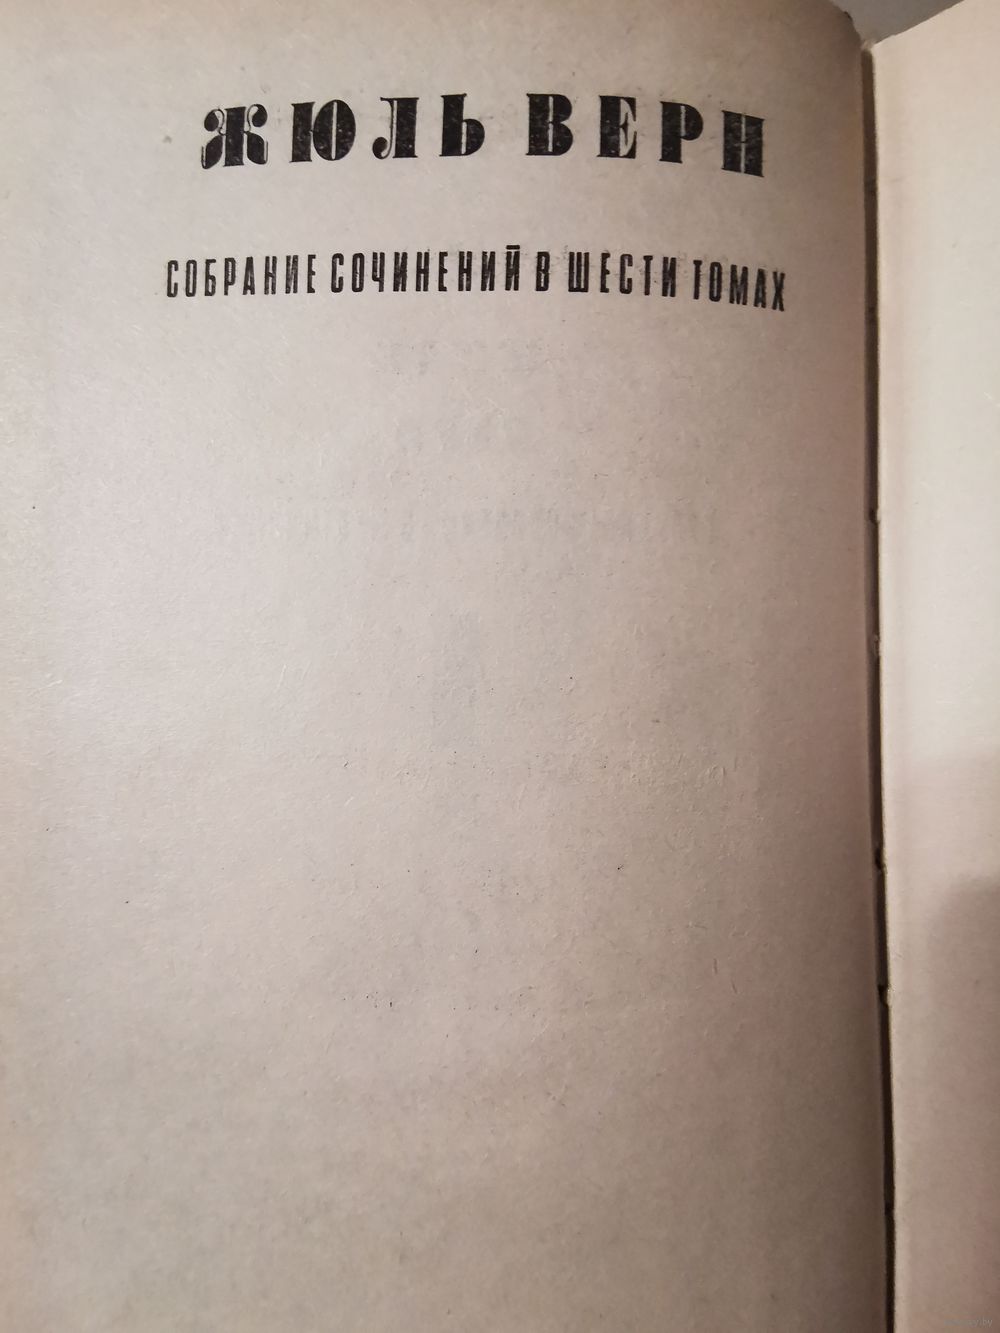 ЖЮЛЬ ВЕРН
СОБРАНИЕ СОЧИНЕНИЙ В ШЕСТИ ТОМАХ